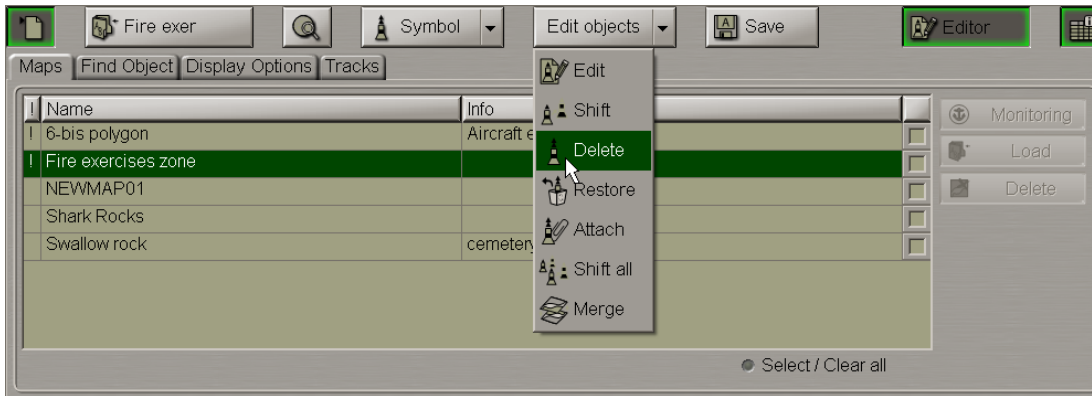 Fire exer Symbol Edit objects Save Editor
Maps Find Object Display Options Tracks
Edit
Shift
Delete
Restore
Attach
Shift all
Merge
! Name Info
! 6-bis polygon Aircraft e
! Fire exercises zone
NEWMAP01
Shark Rocks
Swallow rock cemetery
Monitoring
Load
Delete
Select / Clear all